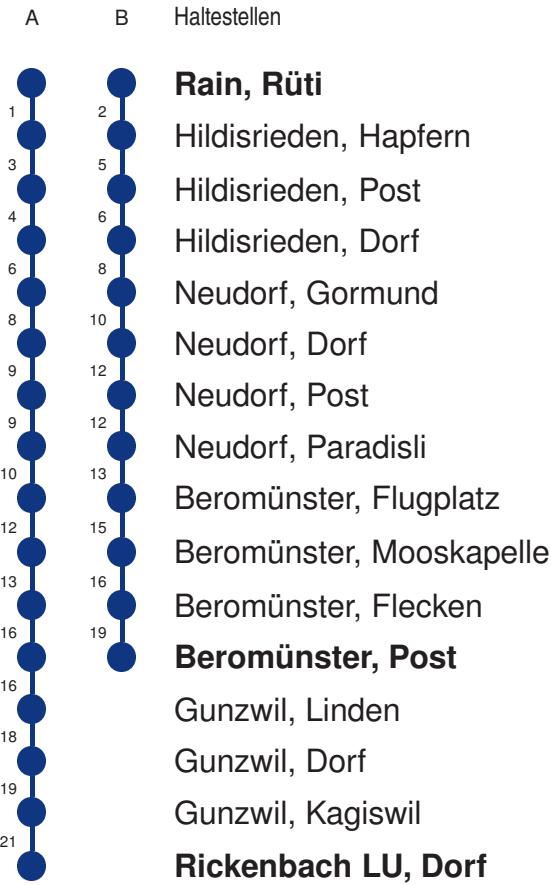 A B Haltestellen
Rain, Rüti
1 2
Hildisrieden, Hapfern
3 5
Hildisrieden, Post
4 6
Hildisrieden, Dorf
6 8
Neudorf, Gormund
8 10
Neudorf, Dorf
9 12
Neudorf, Post
9 12
Neudorf, Paradisli
10 13
Beromünster, Flugplatz
12 15
Beromünster, Mooskapelle
13 16
Beromünster, Flecken
16 19
Beromünster, Post
16
Gunzwil, Linden
18
Gunzwil, Dorf
19
Gunzwil, Kagiswil
21
Rickenbach LU, Dorf